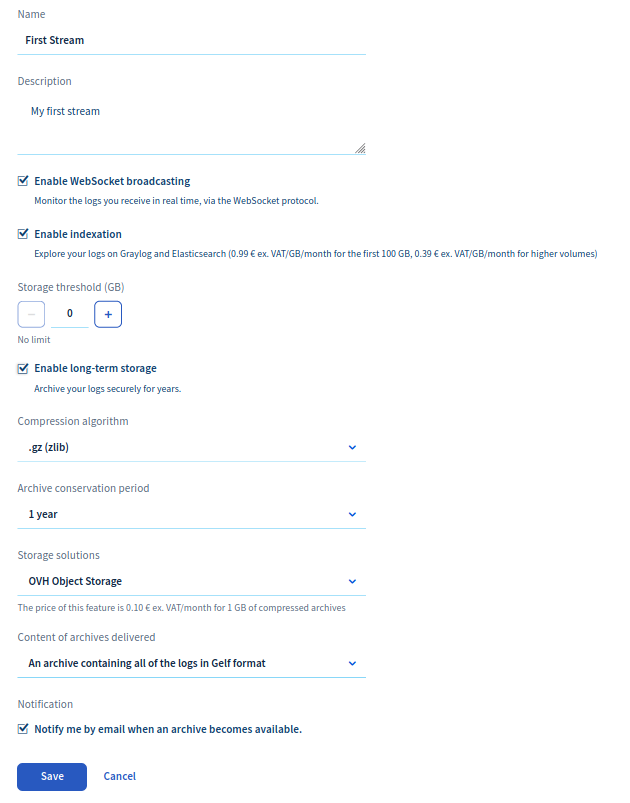 Name
First Stream
Description
My first stream
Enable WebSocket broadcasting
Monitor the logs you receive in real time, via the WebSocket protocol.
Enable indexation
Explore your logs on Graylog and Elasticsearch (0.99 € ex. VAT/GB/month for the first 100 GB, 0.39 € ex. VAT/GB/month for higher volumes)
Storage threshold (GB)
− 0 +
No limit
Enable long-term storage
Archive your logs securely for years.
Compression algorithm
.gz (zlib)
Archive conservation period
1 year
Storage solutions
OVH Object Storage
The price of this feature is 0.10 € ex. VAT/month for 1 GB of compressed archives
Content of archives delivered
An archive containing all of the logs in Gelf format
Notification
Notify me by email when an archive becomes available.
Save Cancel